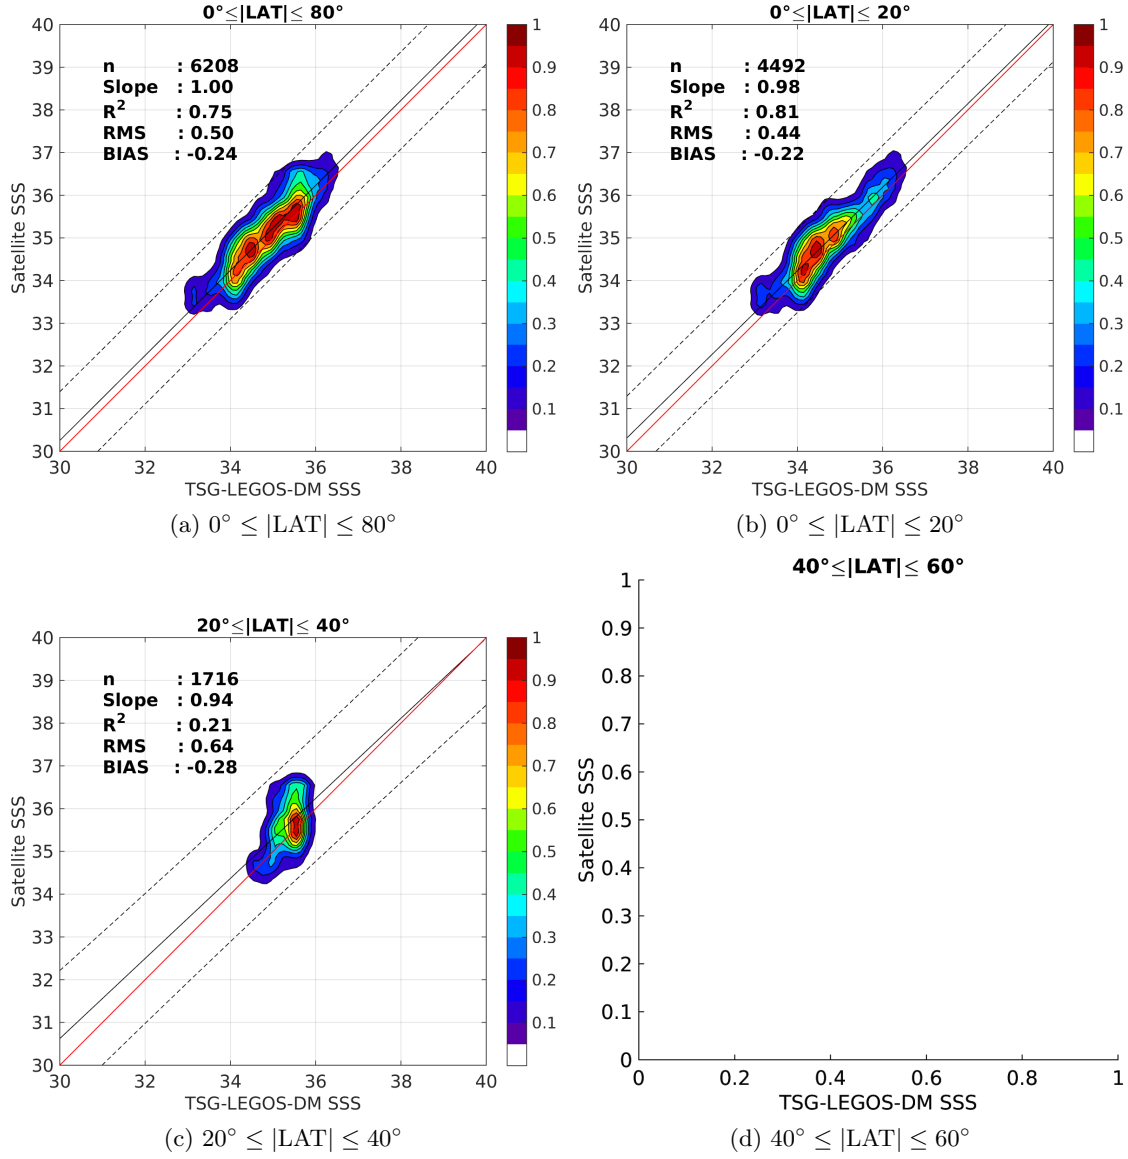 0°≤|LAT|≤ 80°
n : 6208
Slope : 1.00
R² : 0.75
RMS : 0.50
BIAS : -0.24
40
39
38
37
36
35
34
33
32
31
30
30 32 34 36 38 40
Satellite SSS
TSG-LEGOS-DM SSS
1
0.9
0.8
0.7
0.6
0.5
0.4
0.3
0.2
0.1
(a) 0° ≤ |LAT| ≤ 80°
0°≤|LAT|≤ 20°
n : 4492
Slope : 0.98
R² : 0.81
RMS : 0.44
BIAS : -0.22
40
39
38
37
36
35
34
33
32
31
30
30 32 34 36 38 40
Satellite SSS
TSG-LEGOS-DM SSS
1
0.9
0.8
0.7
0.6
0.5
0.4
0.3
0.2
0.1
(b) 0° ≤ |LAT| ≤ 20°
20°≤|LAT|≤ 40°
n : 1716
Slope : 0.94
R² : 0.21
RMS : 0.64
BIAS : -0.28
40
39
38
37
36
35
34
33
32
31
30
30 32 34 36 38 40
Satellite SSS
TSG-LEGOS-DM SSS
1
0.9
0.8
0.7
0.6
0.5
0.4
0.3
0.2
0.1
(c) 20° ≤ |LAT| ≤ 40°
40°≤|LAT|≤ 60°
1
0.9
0.8
0.7
0.6
0.5
0.4
0.3
0.2
0.1
0
0 0.2 0.4 0.6 0.8 1
Satellite SSS
TSG-LEGOS-DM SSS
(d) 40° ≤ |LAT| ≤ 60°